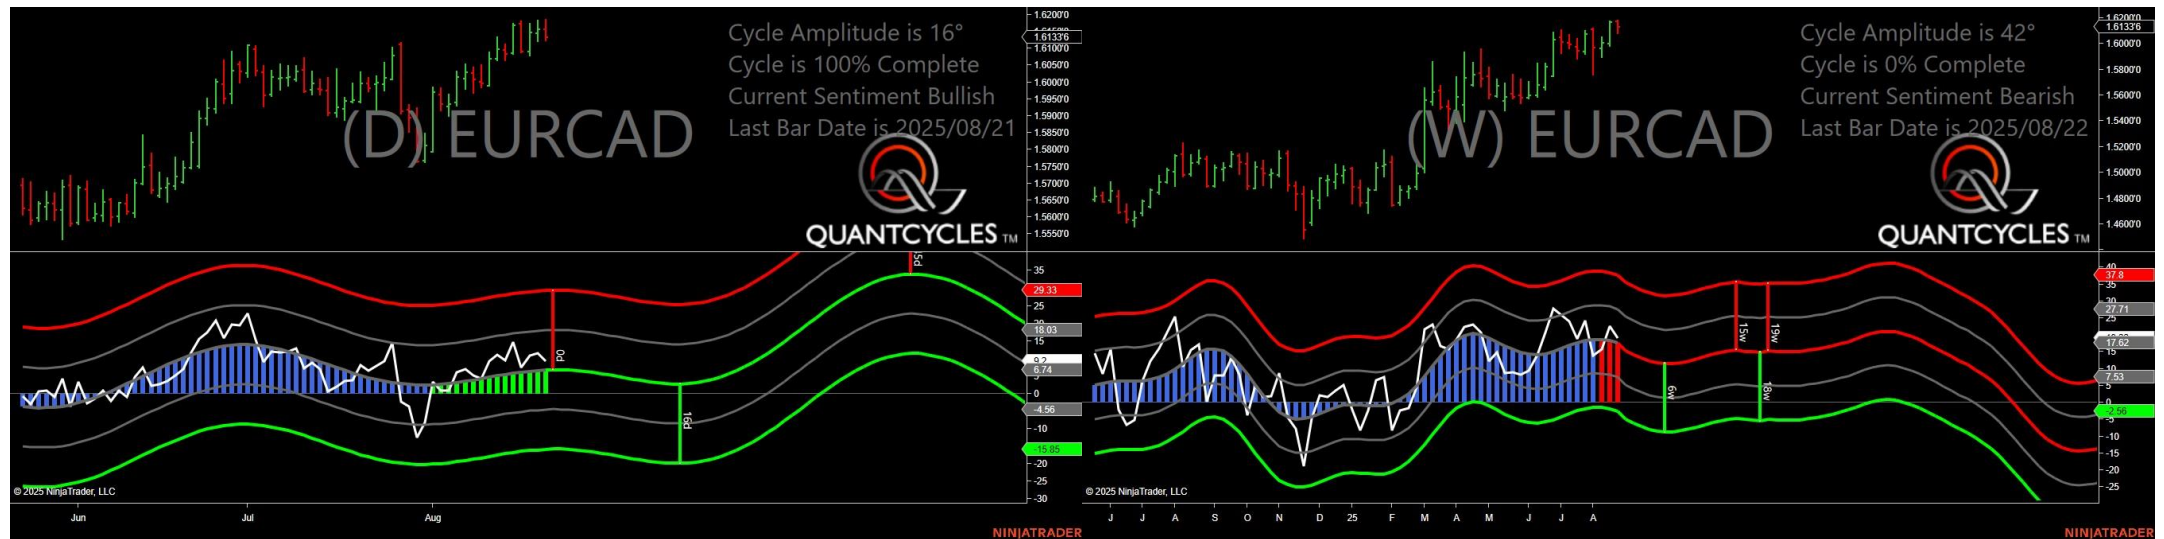 Cycle Amplitude is 16°
Cycle is 100% Complete
Current Sentiment Bullish
Last Bar Date is 2025/08/21
(D) EURCAD
QUANTCYCLES TM
1.6200'0
1.6133'6
1.6100'0
1.6050'0
1.6000'0
1.5950'0
1.5900'0
1.5850'0
1.5800'0
1.5750'0
1.5700'0
1.5650'0
1.5600'0
1.5550'0
0d
16d
35
29.33
25
18.03
15
9.2
6.74
0
-4.56
-10
-15.85
-20
-25
-30
© 2025 NinjaTrader, LLC
Jun Jul Aug
NINJATRADER
Cycle Amplitude is 42°
Cycle is 0% Complete
Current Sentiment Bearish
Last Bar Date is 2025/08/22
(W) EURCAD
QUANTCYCLES TM
1.6200'0
1.6133'6
1.6000'0
1.5800'0
1.5600'0
1.5400'0
1.5200'0
1.5000'0
1.4800'0
1.4600'0
6w
15w
18w
19w
40
37.8
35
30
27.71
25
17.62
15
10
7.53
5
0
-2.56
-5
-10
-15
-20
-25
© 2025 NinjaTrader, LLC
J J A S O N D 25 F M A M J J A
NINJATRADER